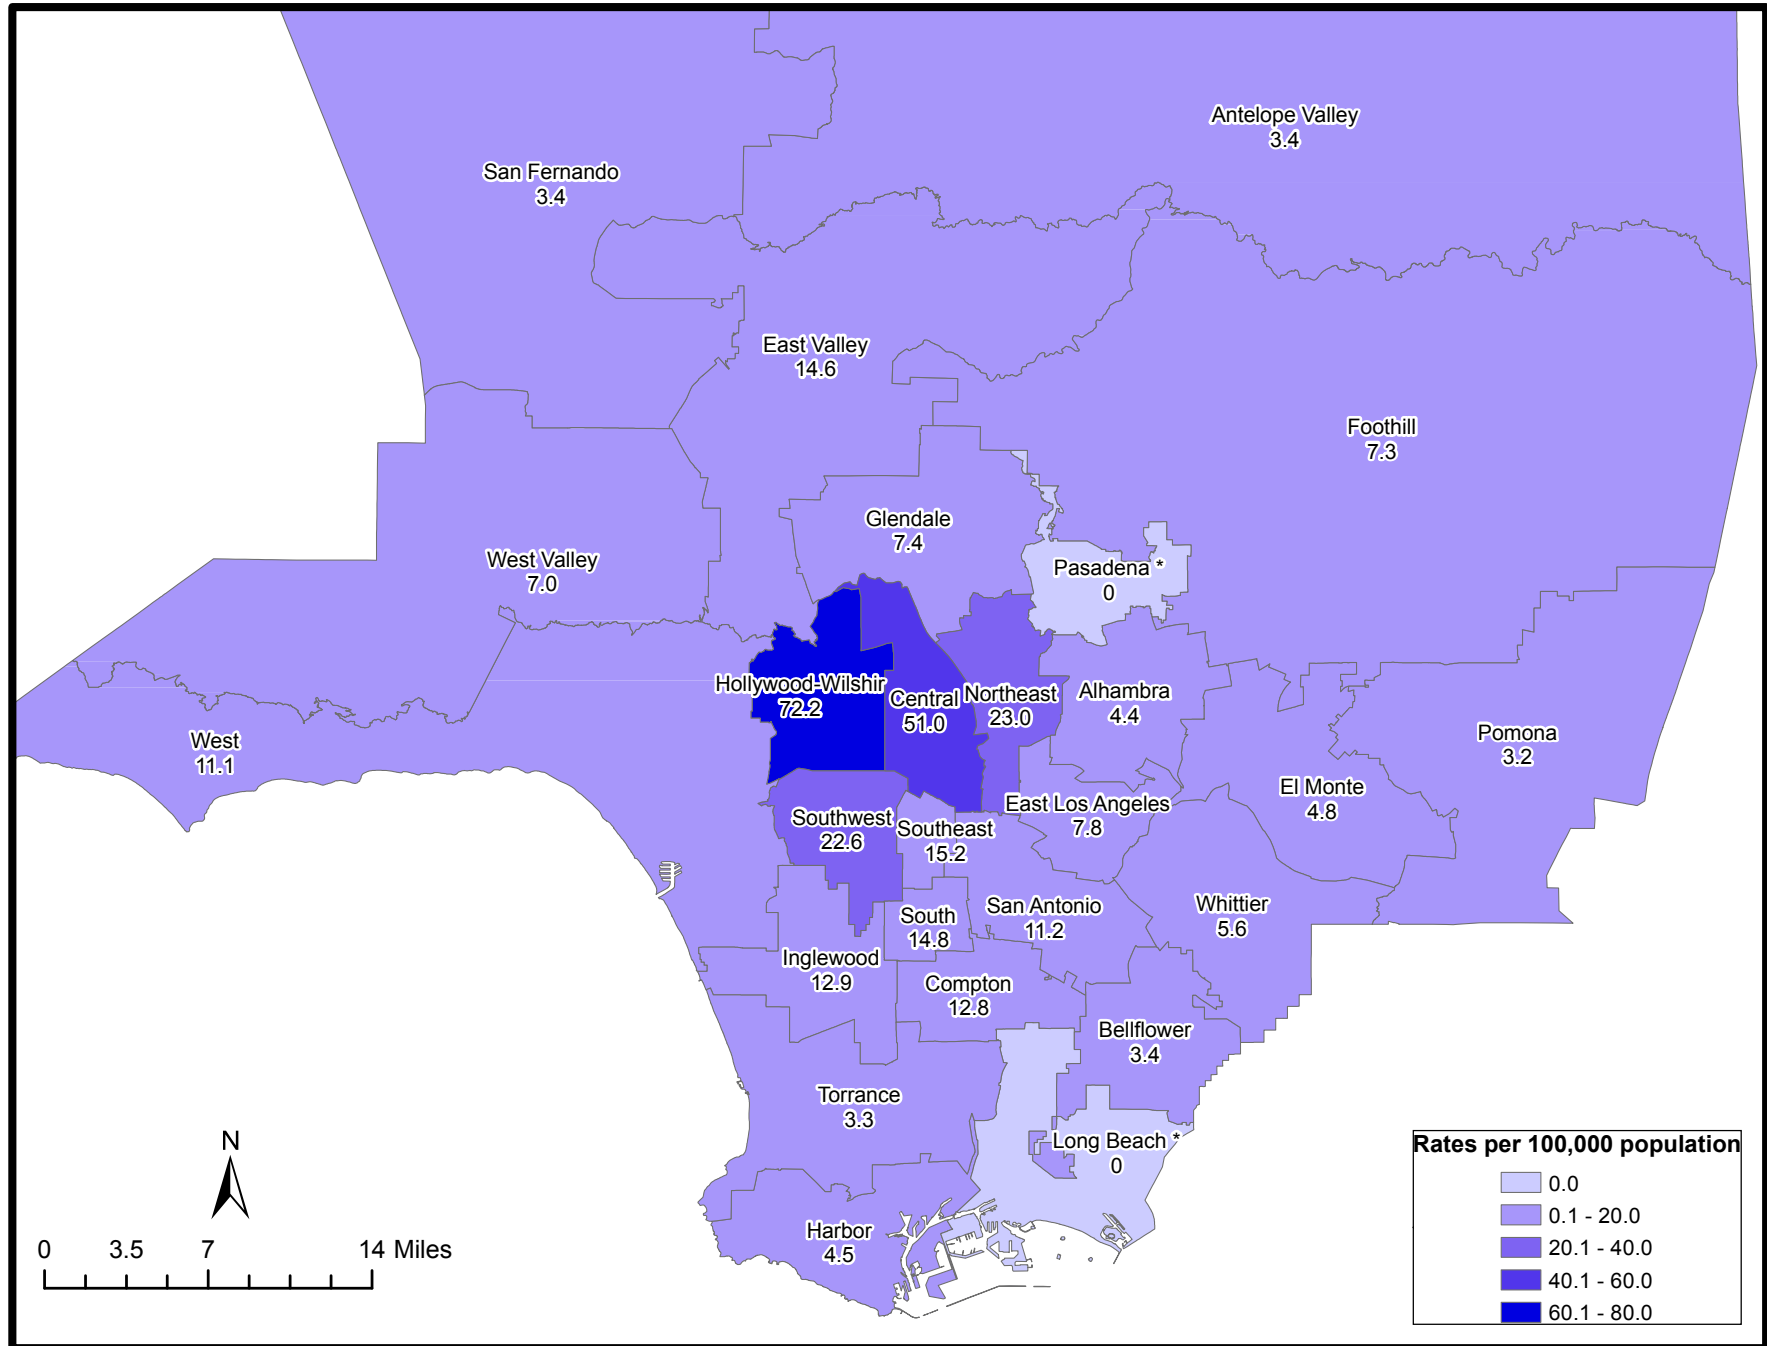 Antelope Valley
3.4
San Fernando
3.4
East Valley
14.6
Foothill
7.3
Glendale
7.4
West Valley
7.0
Pasadena *
0
Hollywood-Wilshir
72.2
Central
51.0
Northeast
23.0
Alhambra
4.4
West
11.1
Pomona
3.2
El Monte
4.8
East Los Angeles
7.8
Southwest
22.6
Southeast
15.2
San Antonio
11.2
Whittier
5.6
South
14.8
Inglewood
12.9
Compton
12.8
Bellflower
3.4
Torrance
3.3
Long Beach *
0
Harbor
4.5
N
0 3.5 7 14 Miles
Rates per 100,000 population
0.0
0.1 - 20.0
20.1 - 40.0
40.1 - 60.0
60.1 - 80.0